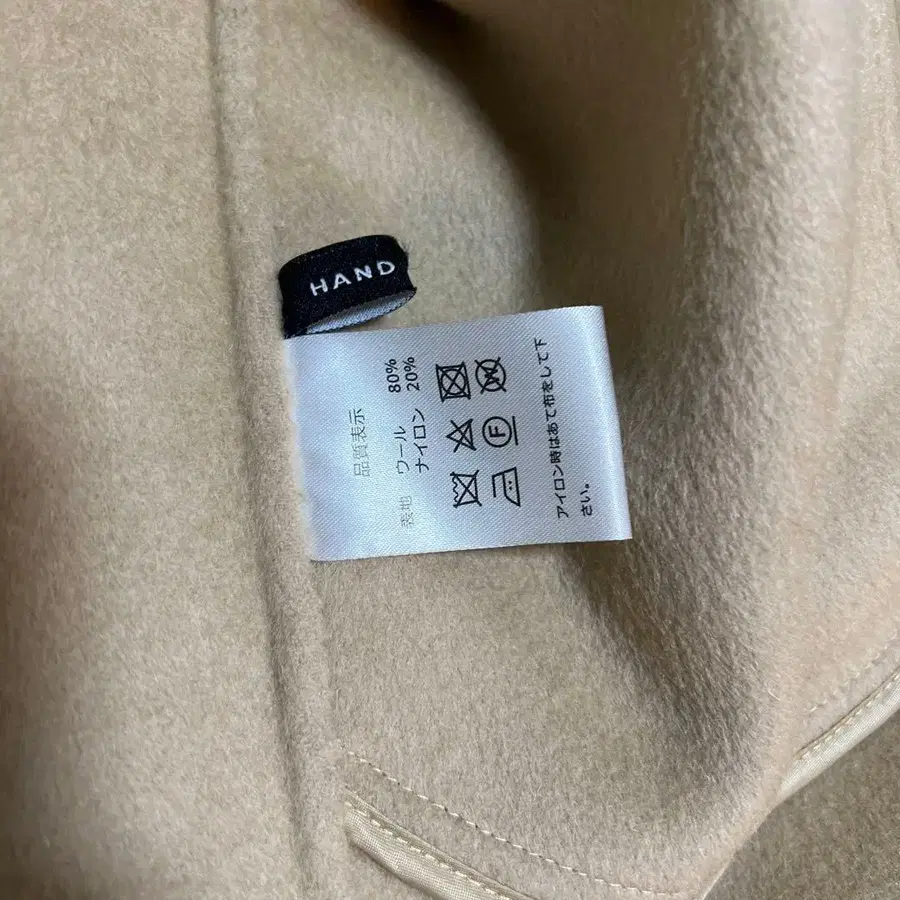 HAND
品質表示
表地 ウール 80%
ナイロン 20%
W
F
アイロン時はあて布をして下
さい。